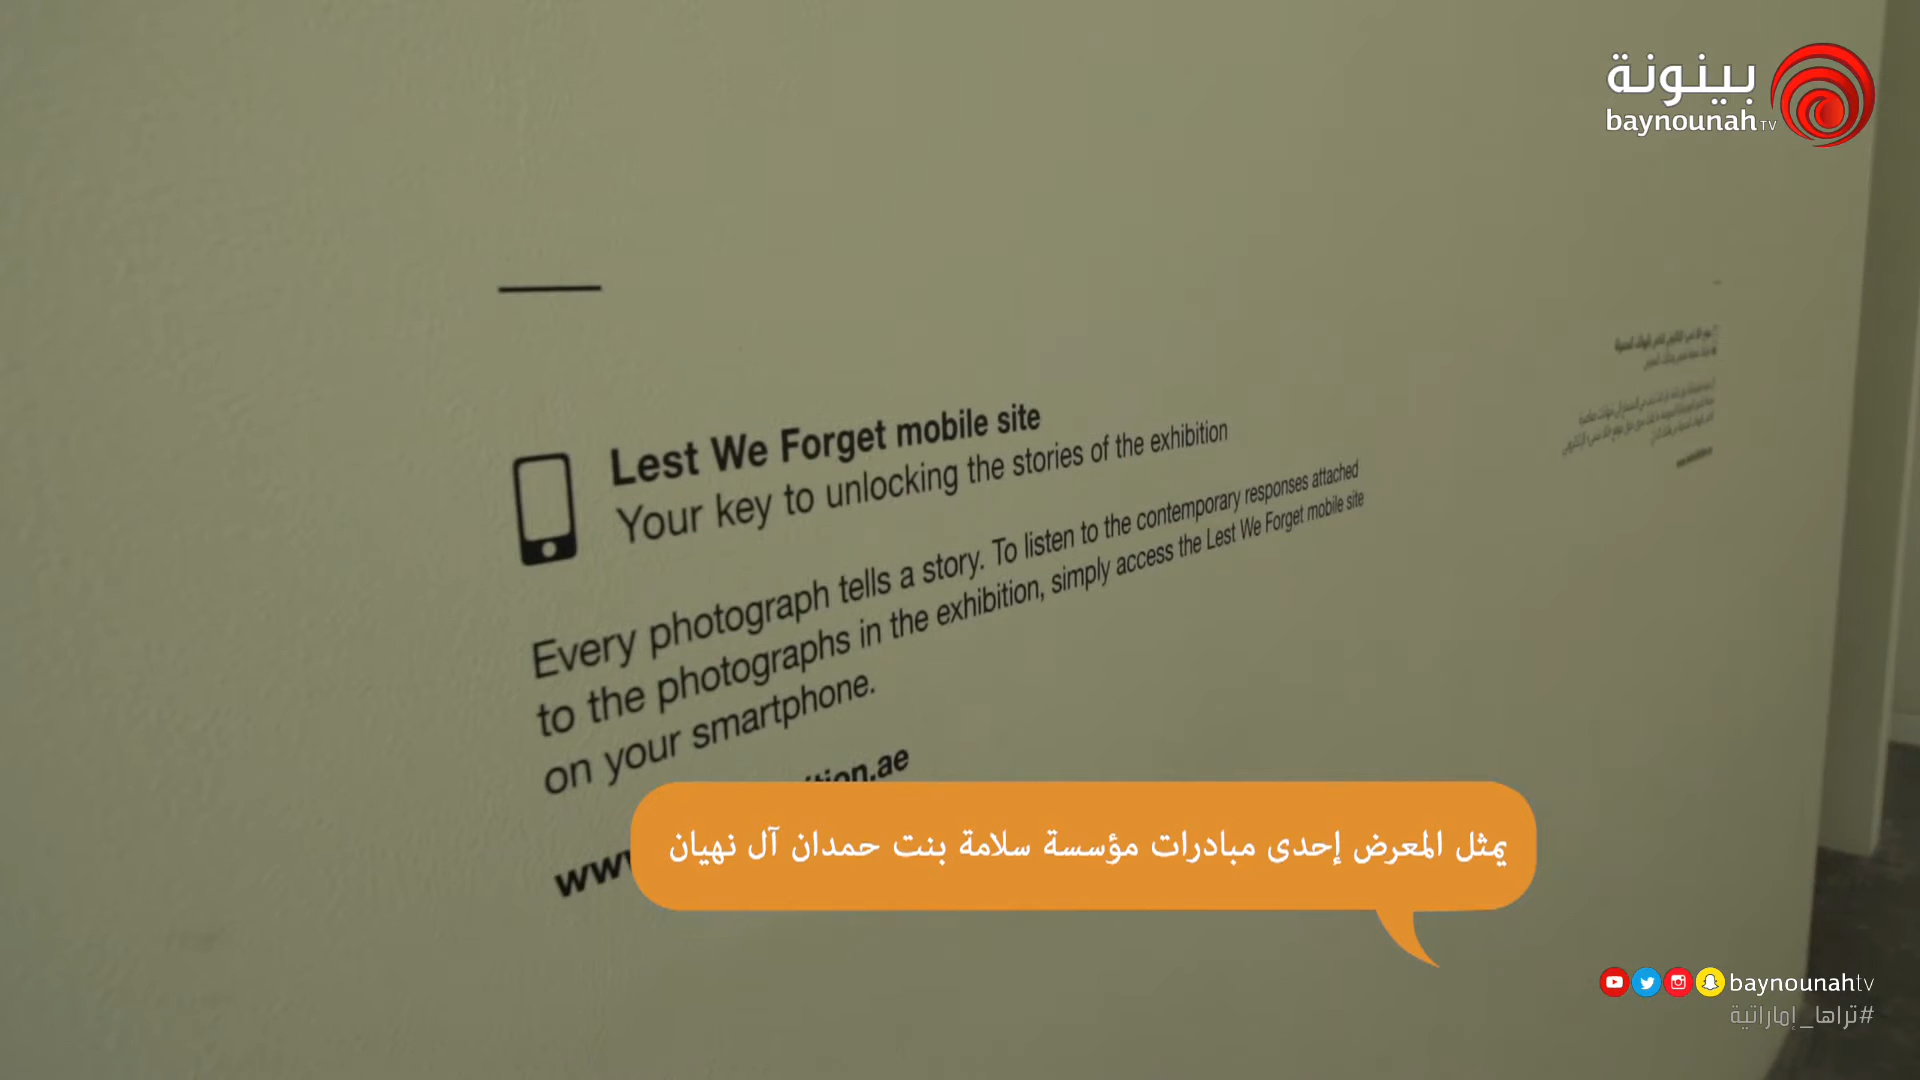 بينونة
baynounah TV
Lest We Forget mobile site
Your key to unlocking the stories of the exhibition
Every photograph tells a story. To listen to the contemporary responses attached
to the photographs in the exhibition, simply access the Lest We Forget mobile site
on your smartphone.
يمثل المعرض إحدى مبادرات مؤسسة سلامة بنت حمدان آل نهيان
baynounahtv
#تراها_إماراتية